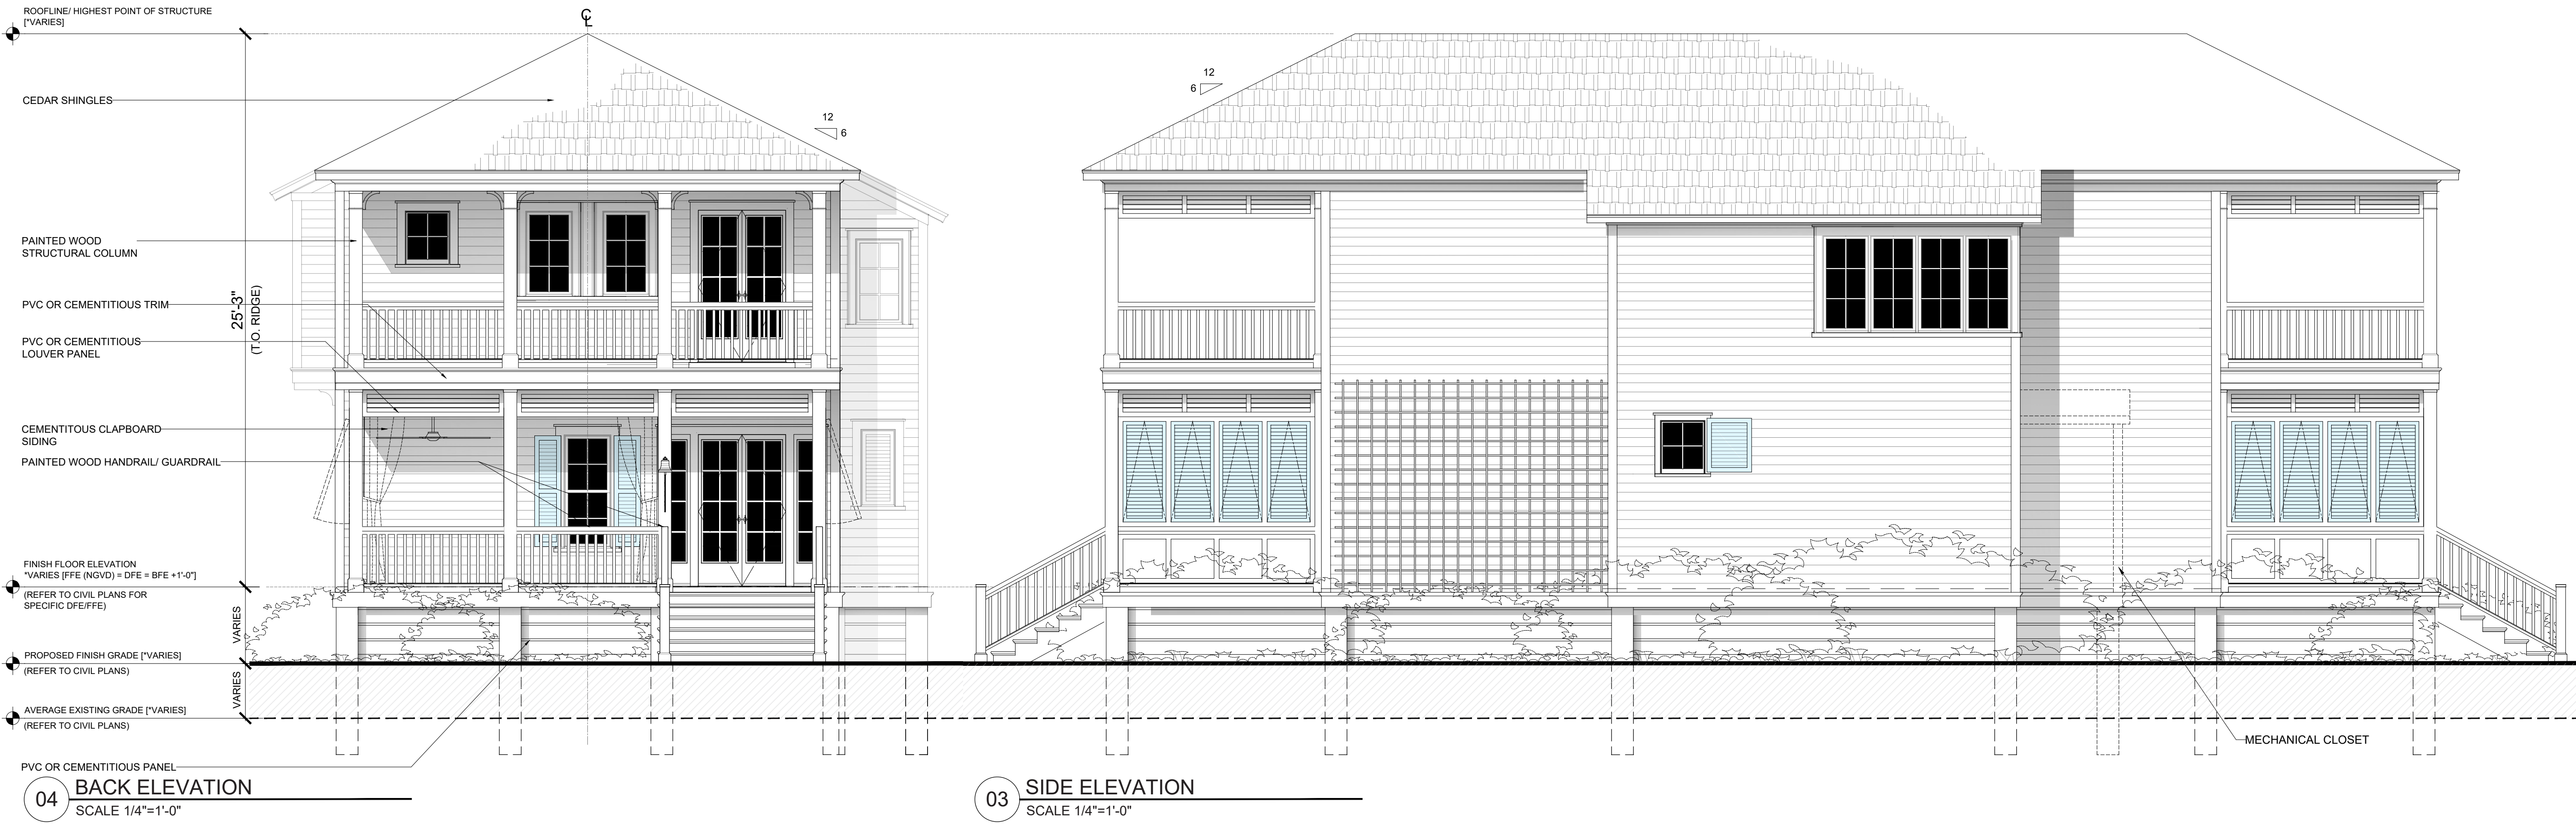 ROOFLINE/ HIGHEST POINT OF STRUCTURE
[*VARIES]
CEDAR SHINGLES
PAINTED WOOD
STRUCTURAL COLUMN
PVC OR CEMENTITIOUS TRIM
PVC OR CEMENTITIOUS
LOUVER PANEL
CEMENTITOUS CLAPBOARD
SIDING
PAINTED WOOD HANDRAIL/ GUARDRAIL
FINISH FLOOR ELEVATION
*VARIES [FFE (NGVD) = DFE = BFE +1'-0"]
(REFER TO CIVIL PLANS FOR
SPECIFIC DFE/FFE)
PROPOSED FINISH GRADE [*VARIES]
(REFER TO CIVIL PLANS)
AVERAGE EXISTING GRADE [*VARIES]
(REFER TO CIVIL PLANS)
PVC OR CEMENTITIOUS PANEL
25'-3"
(T.O. RIDGE)
VARIES
VARIES
℄
12
6
12
6
MECHANICAL CLOSET
04
BACK ELEVATION
SCALE 1/4"=1'-0"
03
SIDE ELEVATION
SCALE 1/4"=1'-0"